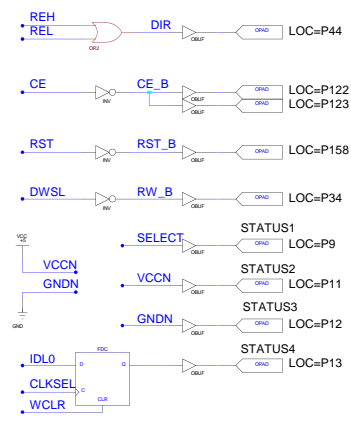 REH
REL
OR2
DIR
OBUF
OPAD
LOC=P44
CE
INV
CE_B
OBUF
OPAD
LOC=P122
OBUF
OPAD
LOC=P123
RST
INV
RST_B
OBUF
OPAD
LOC=P158
DWSL
INV
RW_B
OBUF
OPAD
LOC=P34
STATUS1
VCC
+5
SELECT
OBUF
OPAD
LOC=P9
VCCN
STATUS2
GNDN
VCCN
OBUF
OPAD
LOC=P11
STATUS3
GND
GNDN
OBUF
OPAD
LOC=P12
STATUS4
FDC
IDL0
D
Q
OBUF
OPAD
LOC=P13
CLKSEL
C
WCLR
CLR